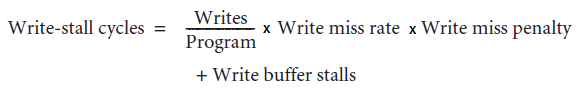 Write-stall cycles = Writes / Program x Write miss rate x Write miss penalty
+ Write buffer stalls